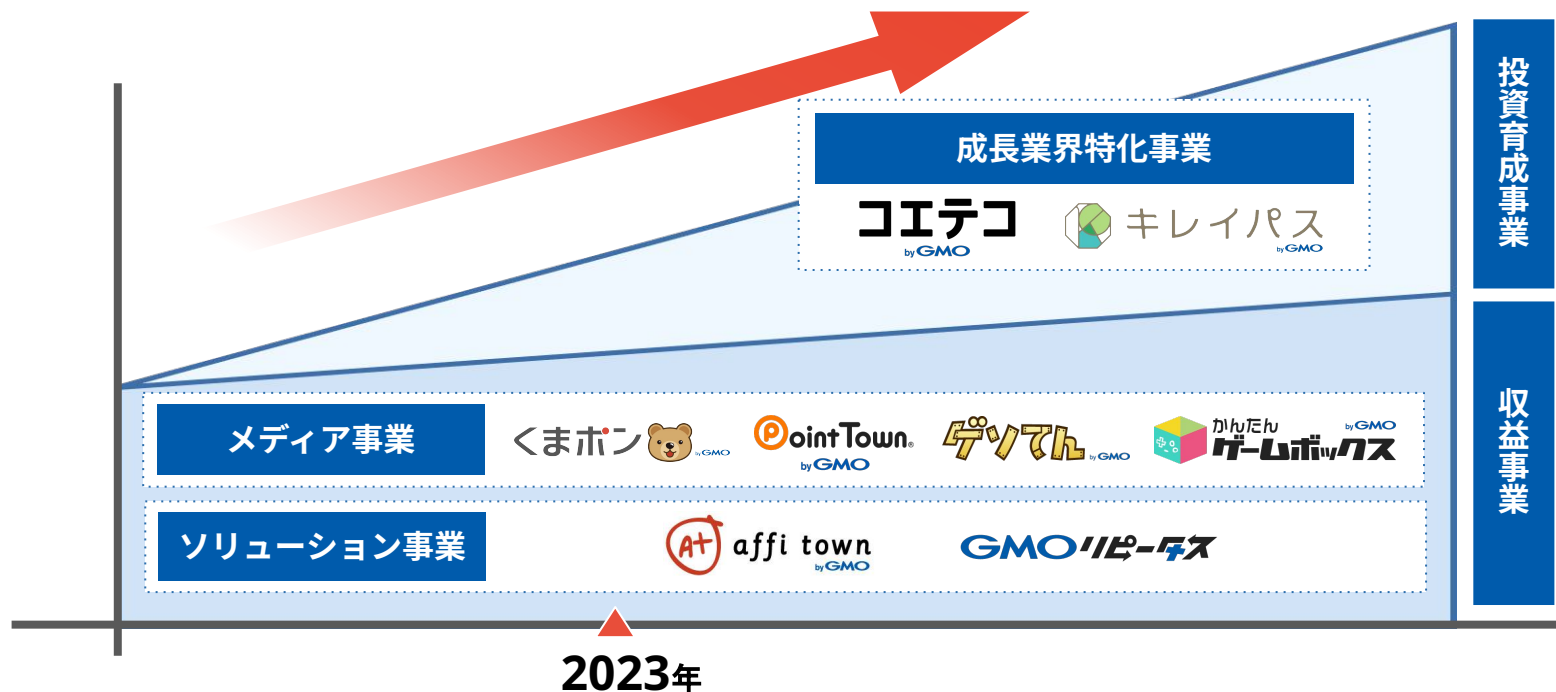 成長業界特化事業
コエテコ
by GMO
キレイパス
by GMO
投資育成事業
メディア事業
くまポン
by GMO
PointTown®
by GMO
ゲソてん
by GMO
かんたん
ゲームボックス
by GMO
ソリューション事業
A+
affi town
by GMO
GMOリピータス
収益事業
2023年